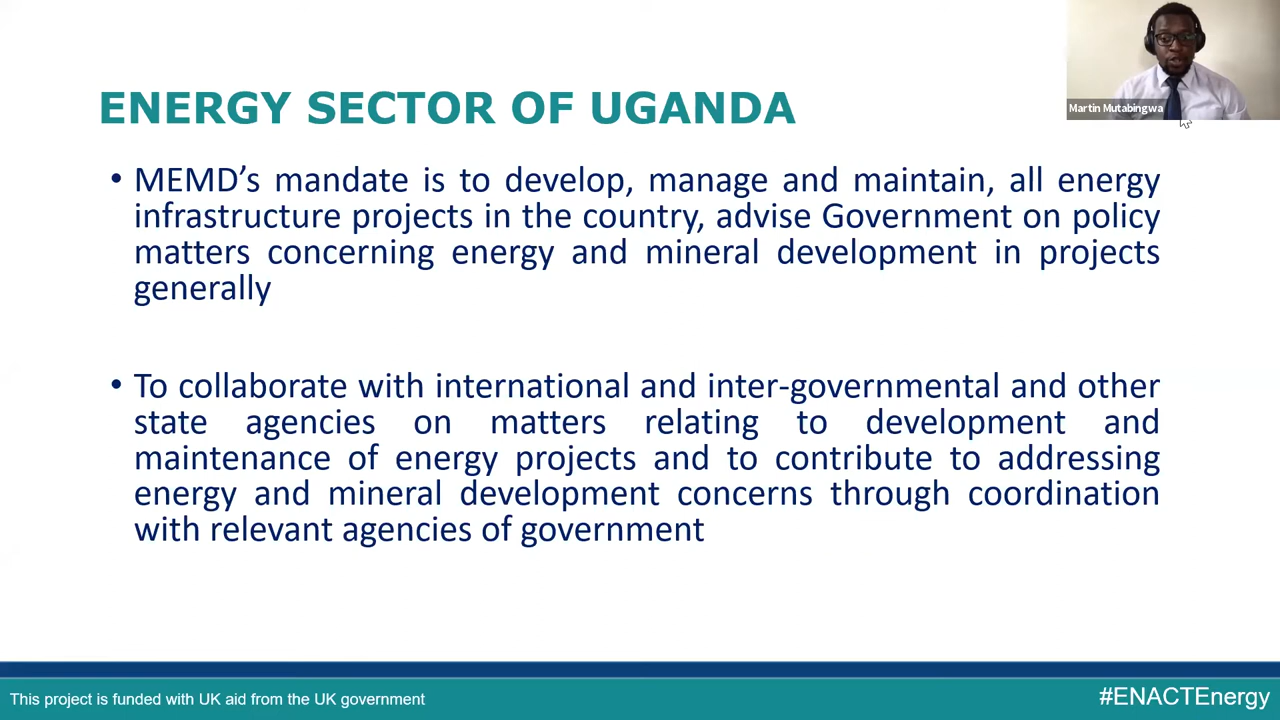 Martin Mutabingwa
ENERGY SECTOR OF UGANDA
• MEMD’s mandate is to develop, manage and maintain, all energy
infrastructure projects in the country, advise Government on policy
matters concerning energy and mineral development in projects
generally
• To collaborate with international and inter-governmental and other
state agencies on matters relating to development and
maintenance of energy projects and to contribute to addressing
energy and mineral development concerns through coordination
with relevant agencies of government
This project is funded with UK aid from the UK government
#ENACTEnergy